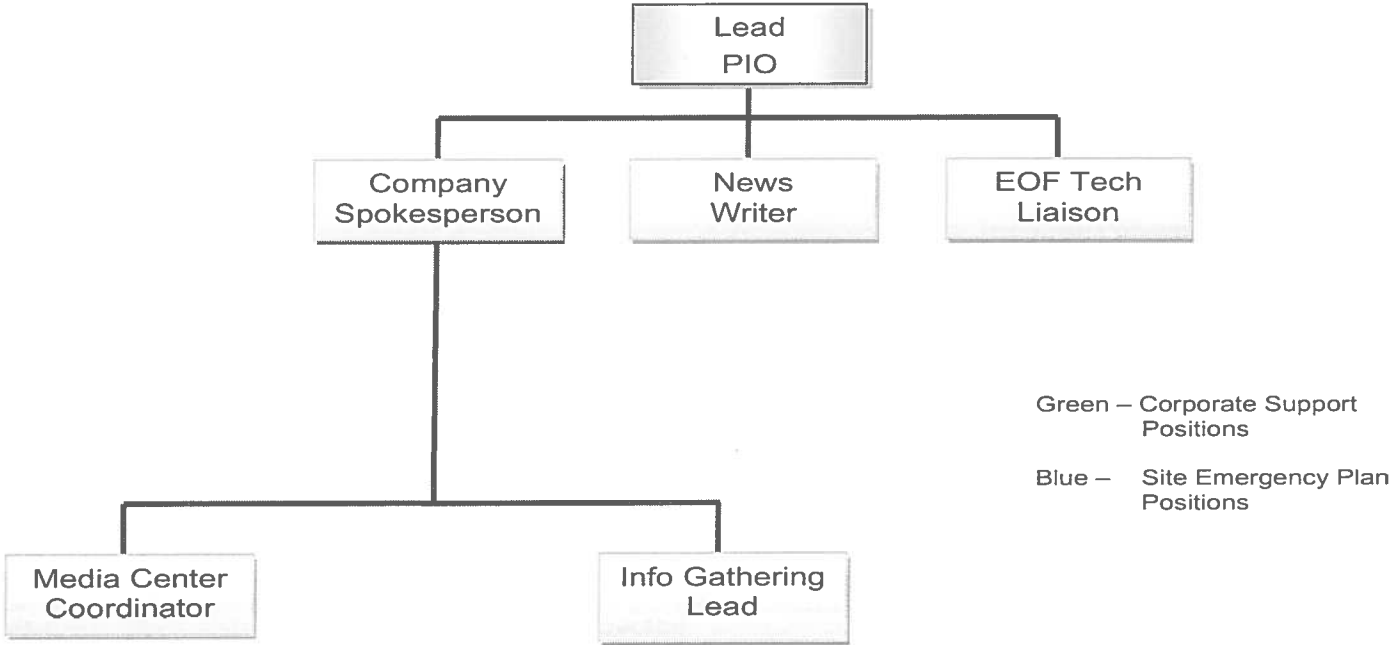 Lead
PIO
Company
Spokesperson
News
Writer
EOF Tech
Liaison
Green – Corporate Support
Positions
Blue – Site Emergency Plan
Positions
Media Center
Coordinator
Info Gathering
Lead